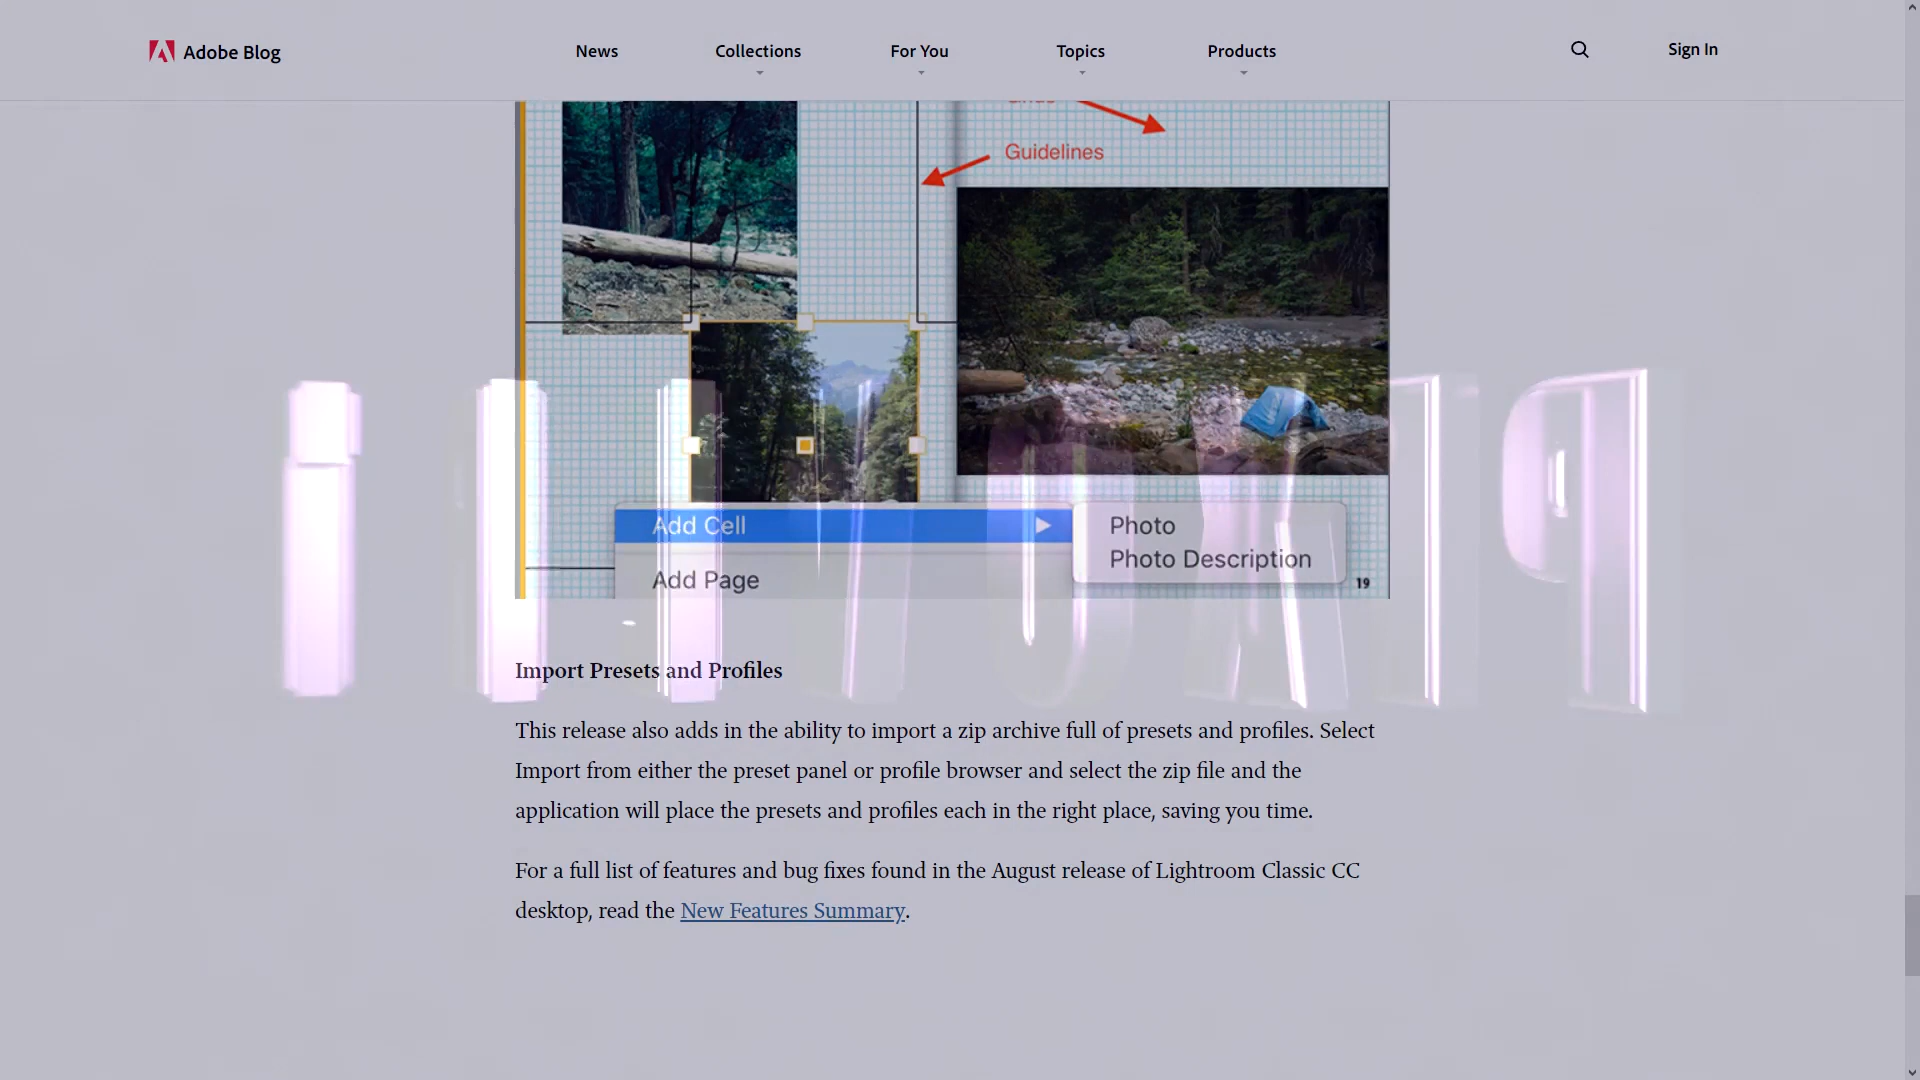 Adobe Blog
News
Collections
For You
Topics
Products
Sign In
Guidelines
Add Cell
Photo
Photo Description
Add Page
19
Import Presets and Profiles
This release also adds in the ability to import a zip archive full of presets and profiles. Select
Import from either the preset panel or profile browser and select the zip file and the
application will place the presets and profiles each in the right place, saving you time.
For a full list of features and bug fixes found in the August release of Lightroom Classic CC
desktop, read the New Features Summary.